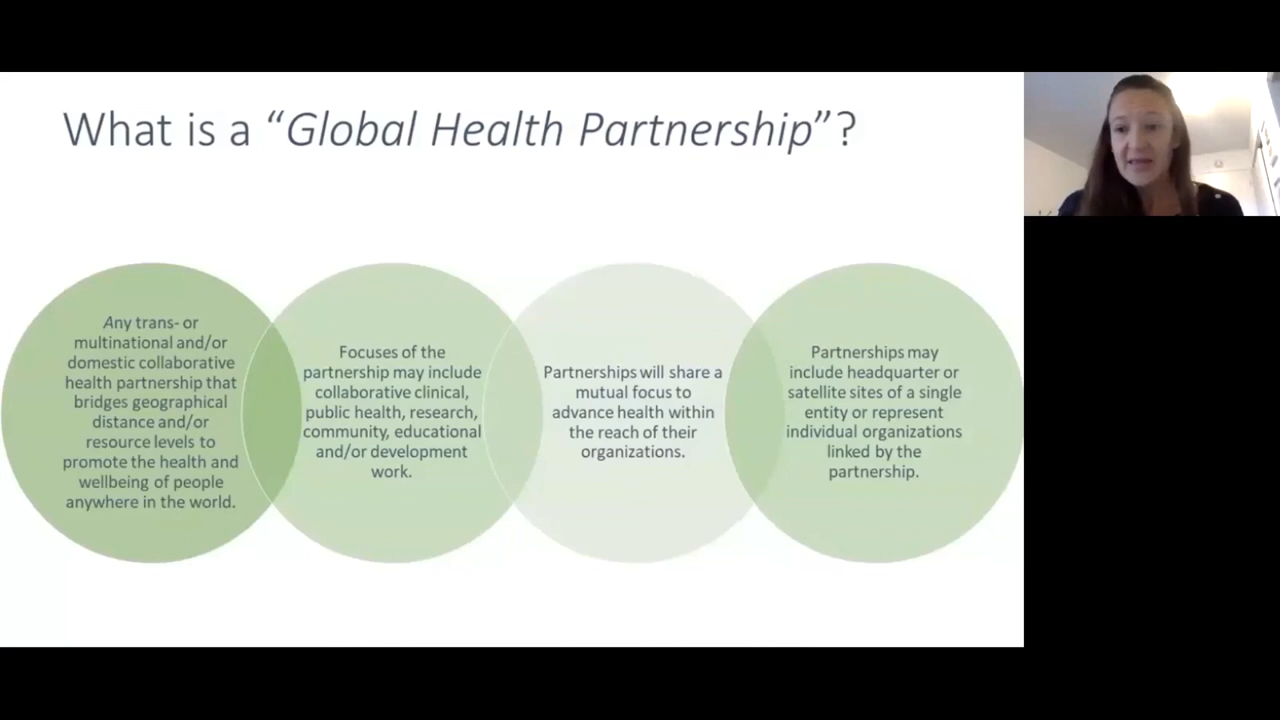 What is a “Global Health Partnership”?
Any trans- or
multinational and/or
domestic collaborative
health partnership that
bridges geographical
distance and/or
resource levels to
promote the health and
wellbeing of people
anywhere in the world.
Focuses of the
partnership may include
collaborative clinical,
public health, research,
community, educational
and/or development
work.
Partnerships will share a
mutual focus to
advance health within
the reach of their
organizations.
Partnerships may
include headquarter or
satellite sites of a single
entity or represent
individual organizations
linked by the
partnership.